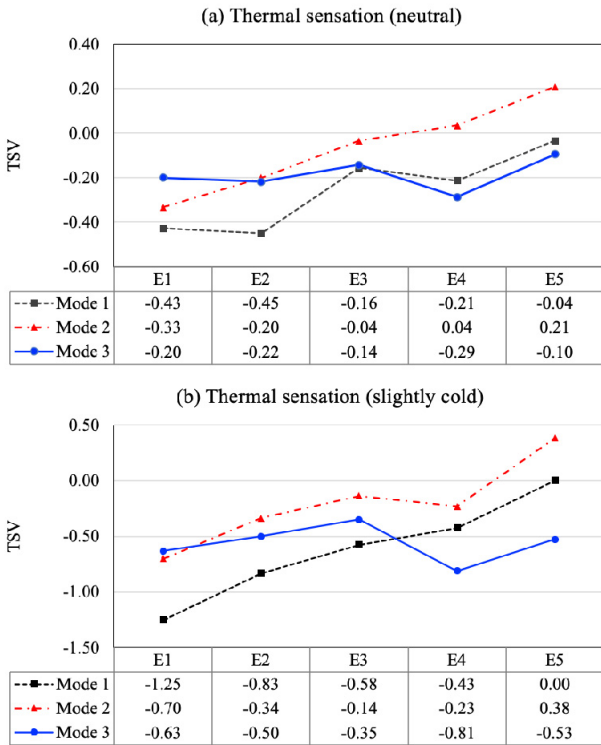 (a) Thermal sensation (neutral)
0.40
0.20
0.00
-0.20
-0.40
-0.60
TSV
E1 E2 E3 E4 E5
Mode 1 -0.43 -0.45 -0.16 -0.21 -0.04
Mode 2 -0.33 -0.20 -0.04 0.04 0.21
Mode 3 -0.20 -0.22 -0.14 -0.29 -0.10
(b) Thermal sensation (slightly cold)
0.50
0.00
-0.50
-1.00
-1.50
TSV
E1 E2 E3 E4 E5
Mode 1 -1.25 -0.83 -0.58 -0.43 0.00
Mode 2 -0.70 -0.34 -0.14 -0.23 0.38
Mode 3 -0.63 -0.50 -0.35 -0.81 -0.53